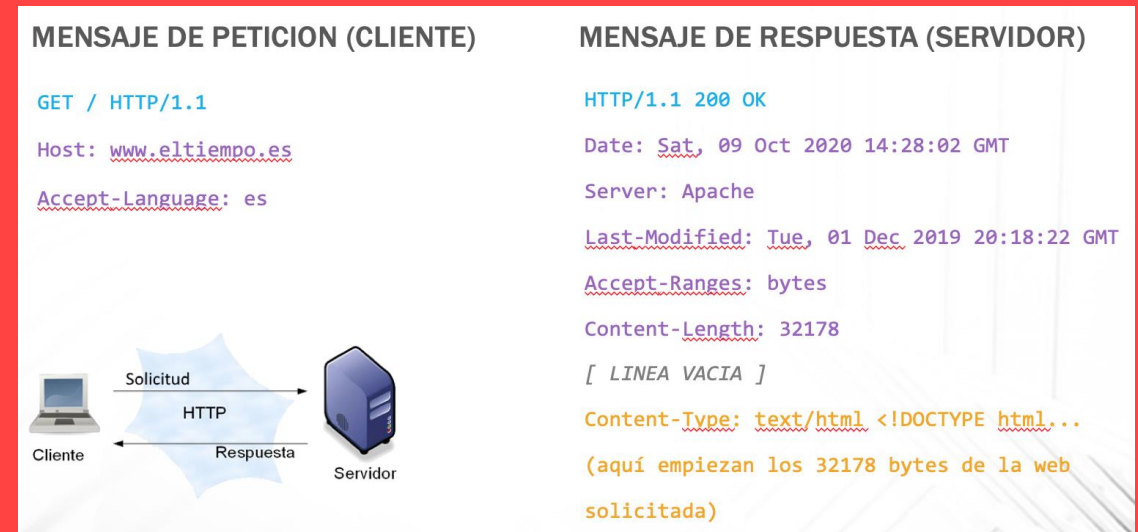 MENSAJE DE PETICION (CLIENTE)
GET / HTTP/1.1
Host: www.eltiempo.es
Accept-Language: es
Solicitud
HTTP
Respuesta
Cliente
Servidor
MENSAJE DE RESPUESTA (SERVIDOR)
HTTP/1.1 200 OK
Date: Sat, 09 Oct 2020 14:28:02 GMT
Server: Apache
Last-Modified: Tue, 01 Dec 2019 20:18:22 GMT
Accept-Ranges: bytes
Content-Length: 32178
[ LINEA VACIA ]
Content-Type: text/html <!DOCTYPE html...
(aquí empiezan los 32178 bytes de la web
solicitada)